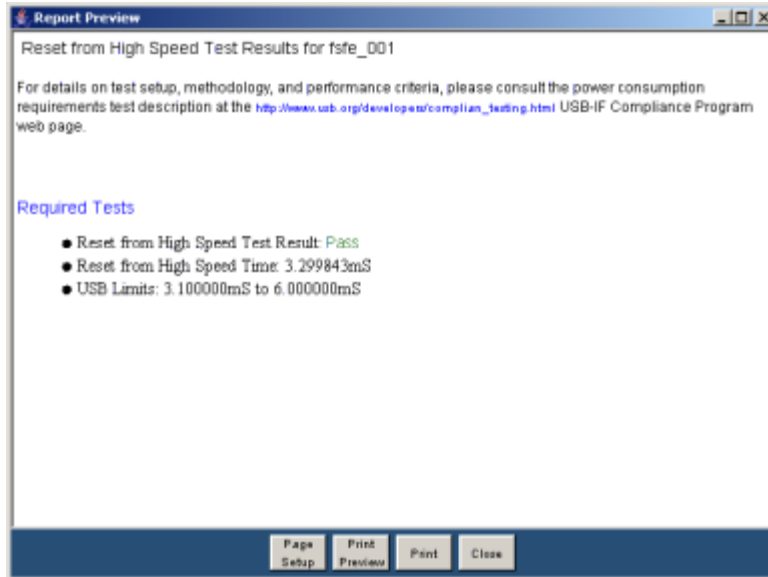 Report Preview
Reset from High Speed Test Results for fsfe_001
For details on test setup, methodology, and performance criteria, please consult the power consumption
requirements test description at the http://www.usb.org/developers/complian_testing.html USB-IF Compliance Program
web page.
Required Tests
● Reset from High Speed Test Result: Pass
● Reset from High Speed Time: 3.299843mS
● USB Limits: 3.100000mS to 6.000000mS
Page Setup
Print Preview
Print
Close